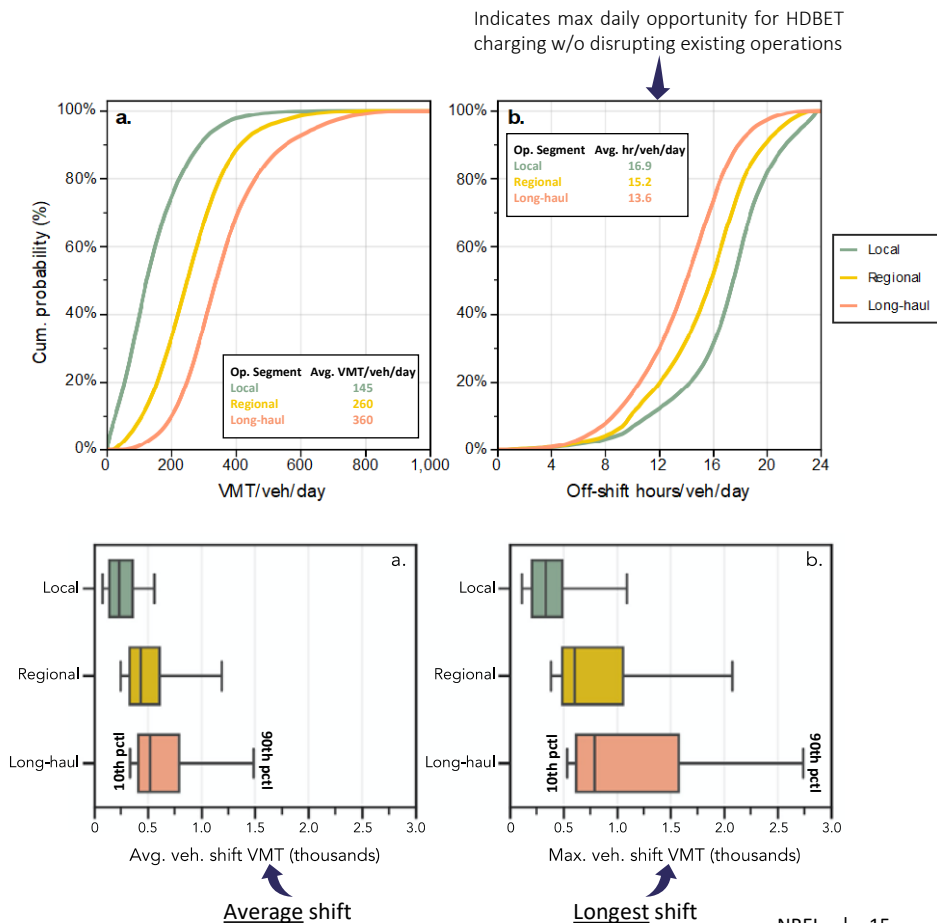 Indicates max daily opportunity for HDBET
charging w/o disrupting existing operations
a.
Cum. probability (%)
100%
80%
60%
40%
20%
0%
Op. Segment Avg. VMT/veh/day
Local 145
Regional 260
Long-haul 360
0 200 400 600 800 1,000
VMT/veh/day
b.
100%
80%
60%
40%
20%
0%
Op. Segment Avg. hr/veh/day
Local 16.9
Regional 15.2
Long-haul 13.6
0 4 8 12 16 20 24
Off-shift hours/veh/day
Local
Regional
Long-haul
a.
Local
Regional
Long-haul
10th pctl
90th pctl
0 0.5 1.0 1.5 2.0 2.5 3.0
Avg. veh. shift VMT (thousands)
Average shift
b.
Local
Regional
Long-haul
10th pctl
90th pctl
0 0.5 1.0 1.5 2.0 2.5 3.0
Max. veh. shift VMT (thousands)
Longest shift